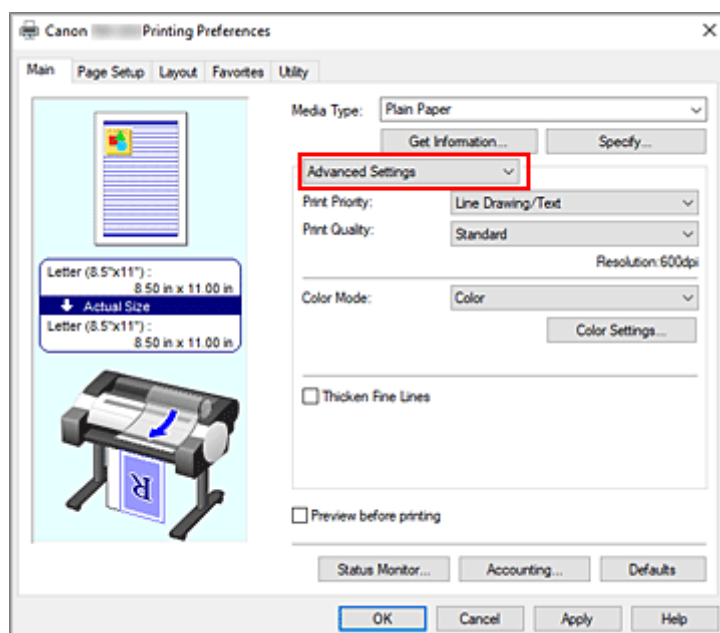 Canon Printing Preferences
Main Page Setup Layout Favorites Utility
Media Type: Plain Paper
Get Information... Specify...
Advanced Settings
Print Priority: Line Drawing/Text
Print Quality: Standard
Resolution:600dpi
Letter (8.5"x11") :
8.50 in x 11.00 in
Actual Size
Letter (8.5"x11") :
8.50 in x 11.00 in
Color Mode: Color
Color Settings...
Thicken Fine Lines
R
Preview before printing
Status Monitor... Accounting... Defaults
OK Cancel Apply Help